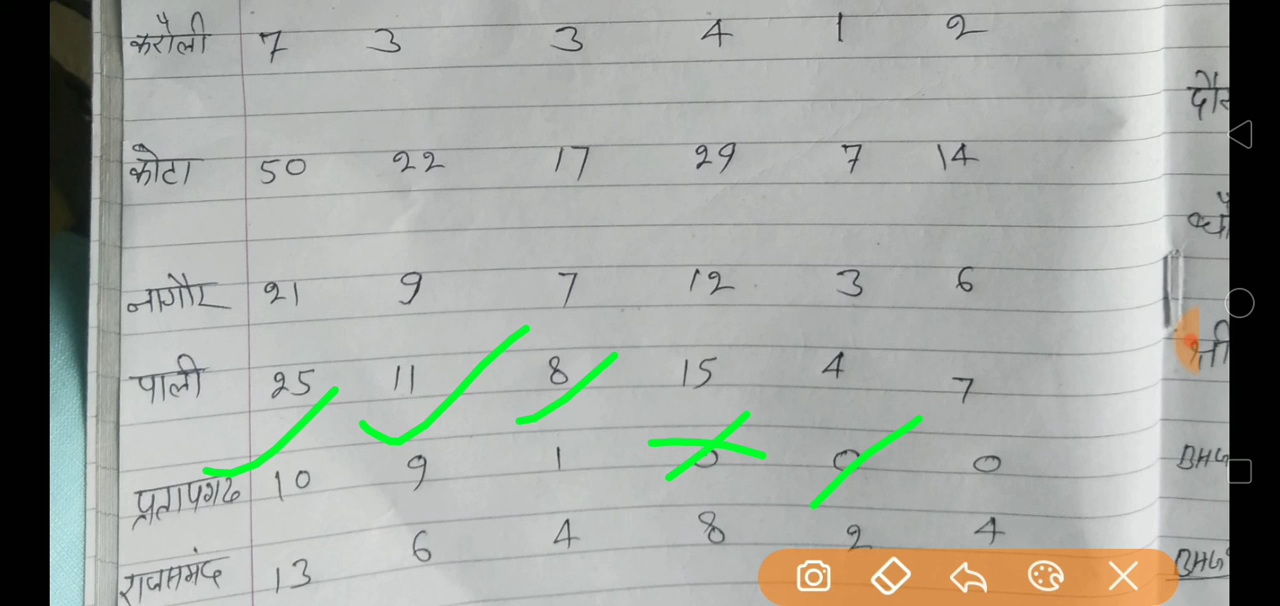 करौली 7 3 3 4 1 2
कोटा 50 22 17 29 7 14
नागौर 21 9 7 12 3 6
पाली 25 11 8 15 4 7
प्रतापगढ 10 9 1 0 0 0
BHG
राजसमंद 13 6 4 8 2 4
BHG